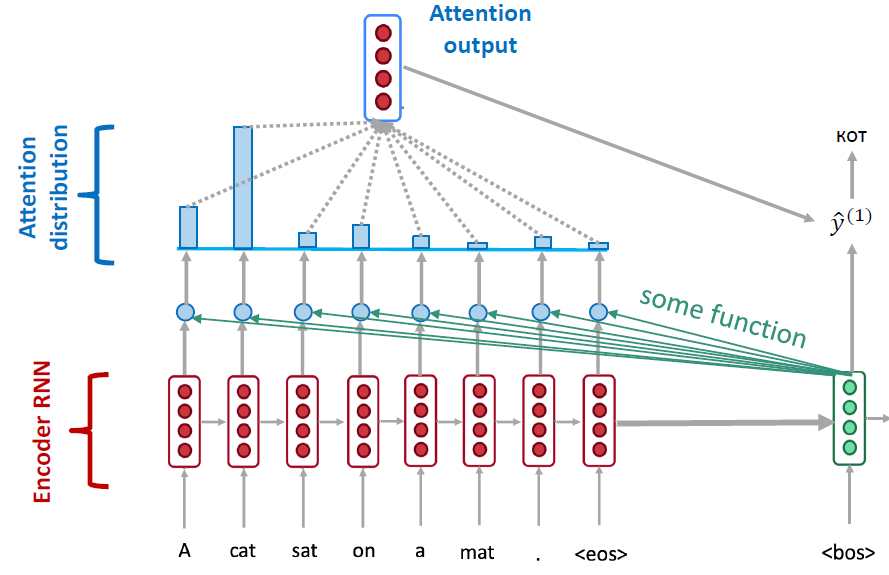 Attention
output
Attention
distribution
кот
ŷ⁽¹⁾
some function
Encoder RNN
A cat sat on a mat . <eos> <bos>